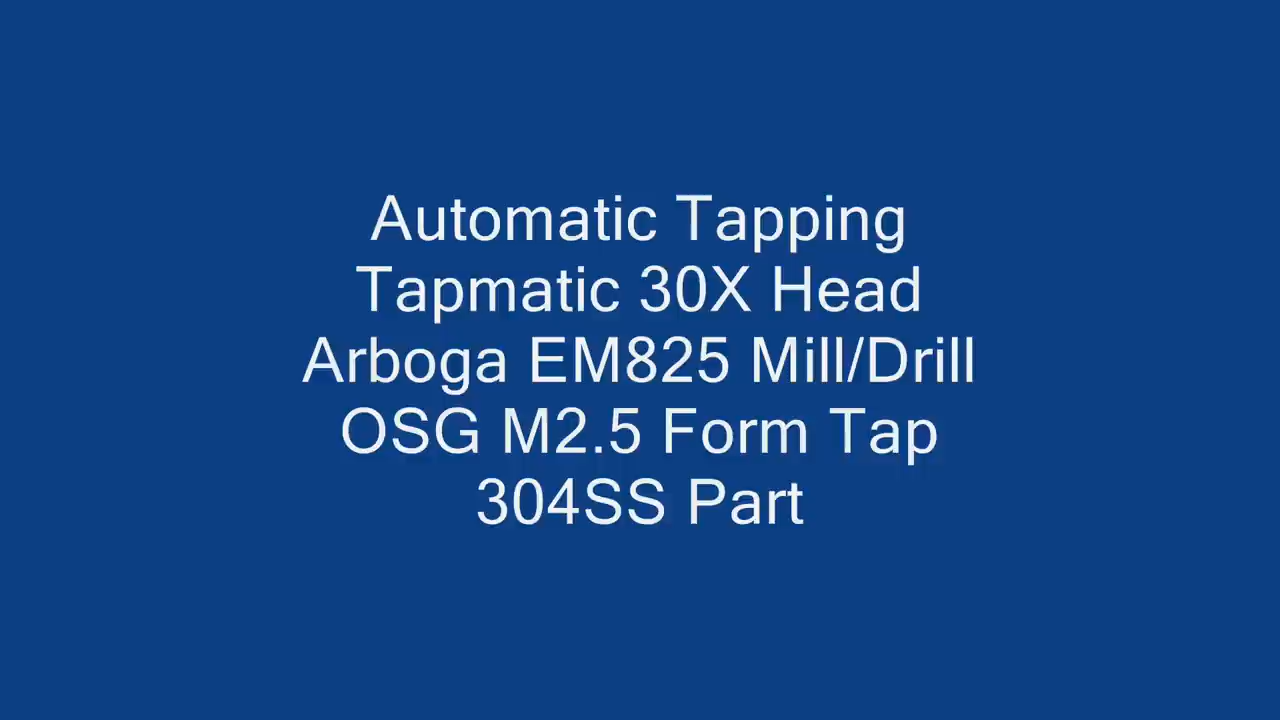 Automatic Tapping
Tapmatic 30X Head
Arboga EM825 Mill/Drill
OSG M2.5 Form Tap
304SS Part